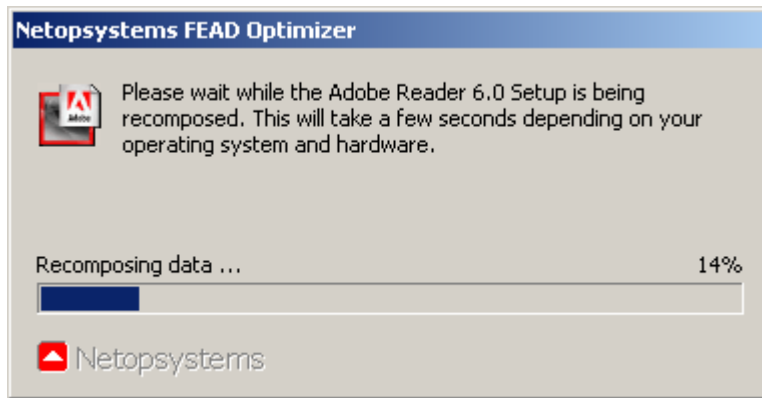 Netopsystems FEAD Optimizer
Adobe
Please wait while the Adobe Reader 6.0 Setup is being
recomposed. This will take a few seconds depending on your
operating system and hardware.
Recomposing data ... 14%
Netopsystems